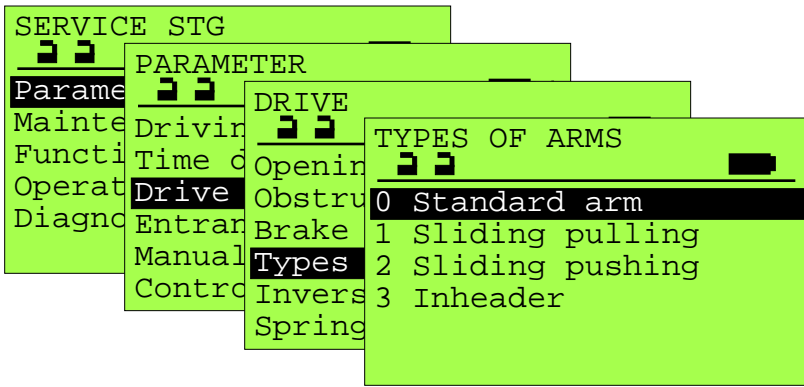 SERVICE STG
Parame
Mainte
Functi
Operat
Diagno
PARAMETER
Drivin
Time d
Drive
Entran
Manual
Contro
DRIVE
Openin
Obstru
Brake
Types
Invers
Spring
TYPES OF ARMS
0 Standard arm
1 Sliding pulling
2 Sliding pushing
3 Inheader